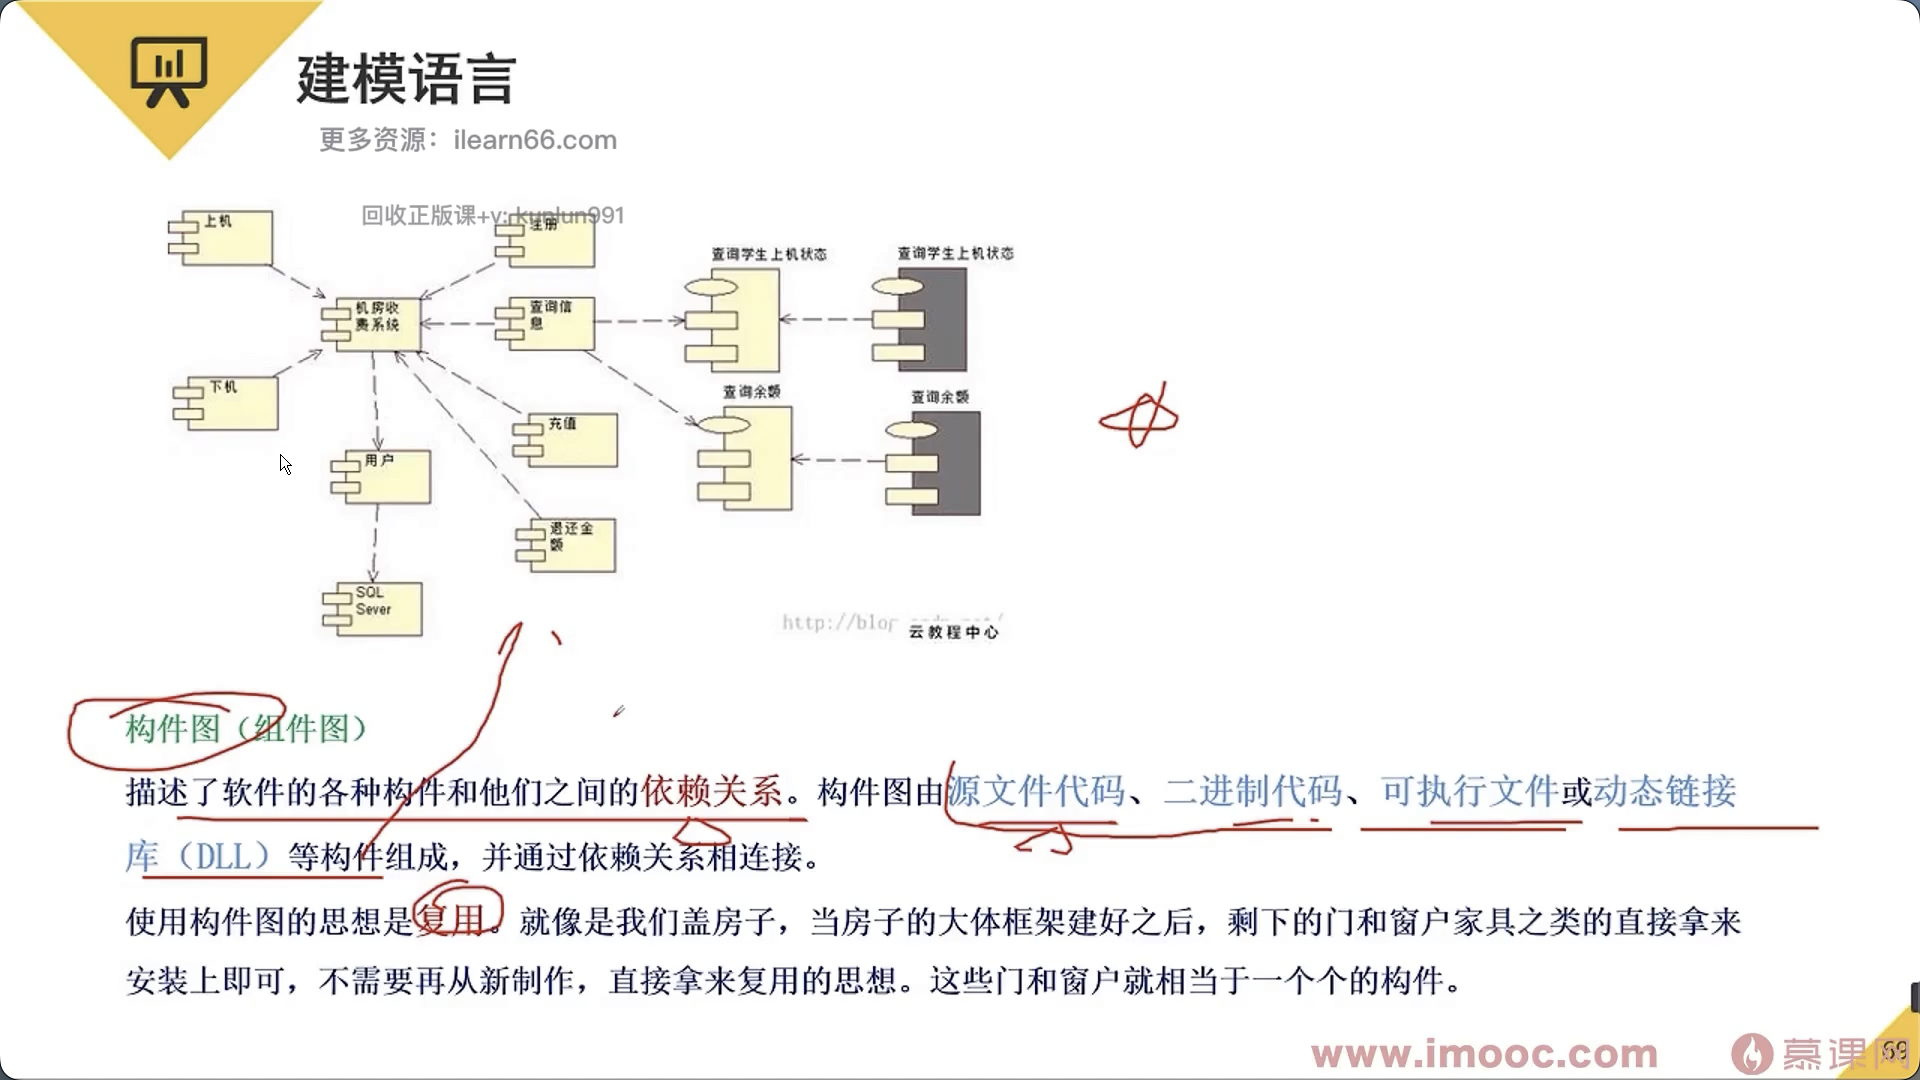 建模语言
更多资源：ilearn66.com
回收正版课+v: kunlun991
上机
注册
查询学生上机状态
查询学生上机状态
机房收
费系统
查询信
息
下机
查询余额
查询余额
充值
用户
退还金
额
SQL
Sever
http://blog.csdn.net/
云教程中心
构件图（组件图）
描述了软件的各种构件和他们之间的依赖关系。构件图由源文件代码、二进制代码、可执行文件或动态链接
库（DLL）等构件组成，并通过依赖关系相连接。
使用构件图的思想是复用。就像是我们盖房子，当房子的大体框架建好之后，剩下的门和窗户家具之类的直接拿来
安装上即可，不需要再从新制作，直接拿来复用的思想。这些门和窗户就相当于一个个的构件。
www.imooc.com
慕课网
69